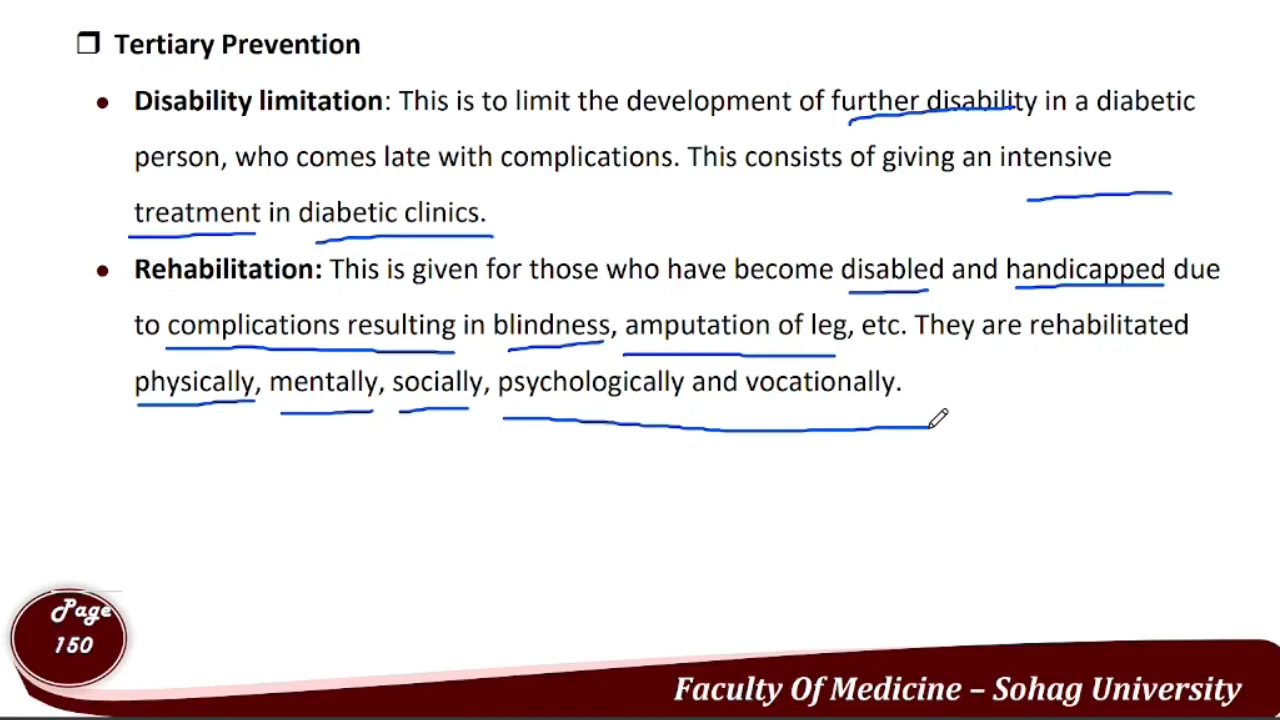 ❒ Tertiary Prevention
• Disability limitation: This is to limit the development of further disability in a diabetic
person, who comes late with complications. This consists of giving an intensive
treatment in diabetic clinics.
• Rehabilitation: This is given for those who have become disabled and handicapped due
to complications resulting in blindness, amputation of leg, etc. They are rehabilitated
physically, mentally, socially, psychologically and vocationally.
Page
150
Faculty Of Medicine – Sohag University